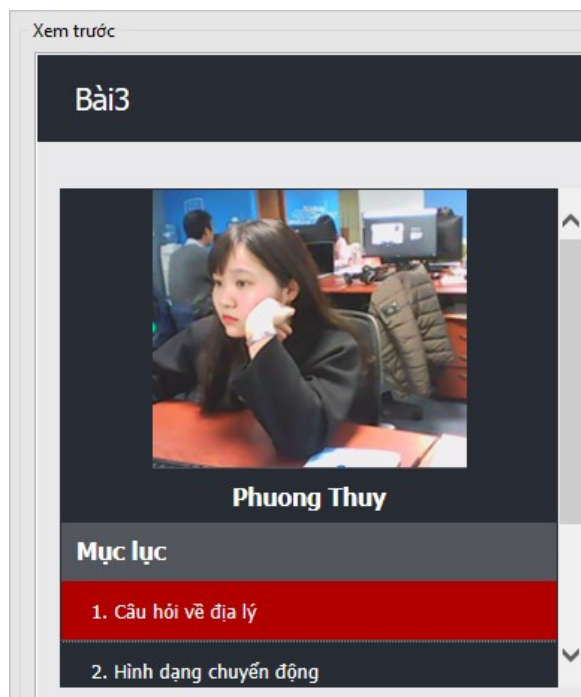 Xem trước
Bài3
Phuong Thuy
Mục lục
1. Câu hỏi về địa lý
2. Hình dạng chuyển động